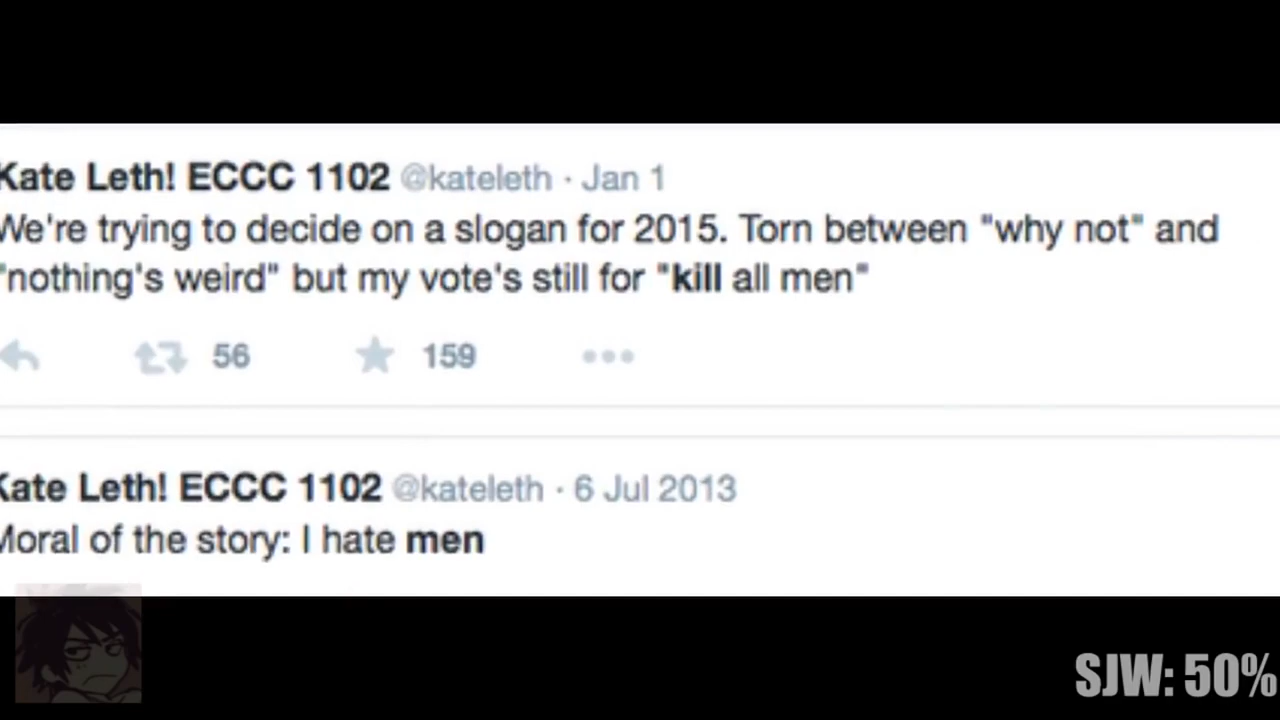 Kate Leth! ECCC 1102 @kateleth · Jan 1
We're trying to decide on a slogan for 2015. Torn between "why not" and
"nothing's weird" but my vote's still for "kill all men"
56 159
Kate Leth! ECCC 1102 @kateleth · 6 Jul 2013
Moral of the story: I hate men
SJW: 50%